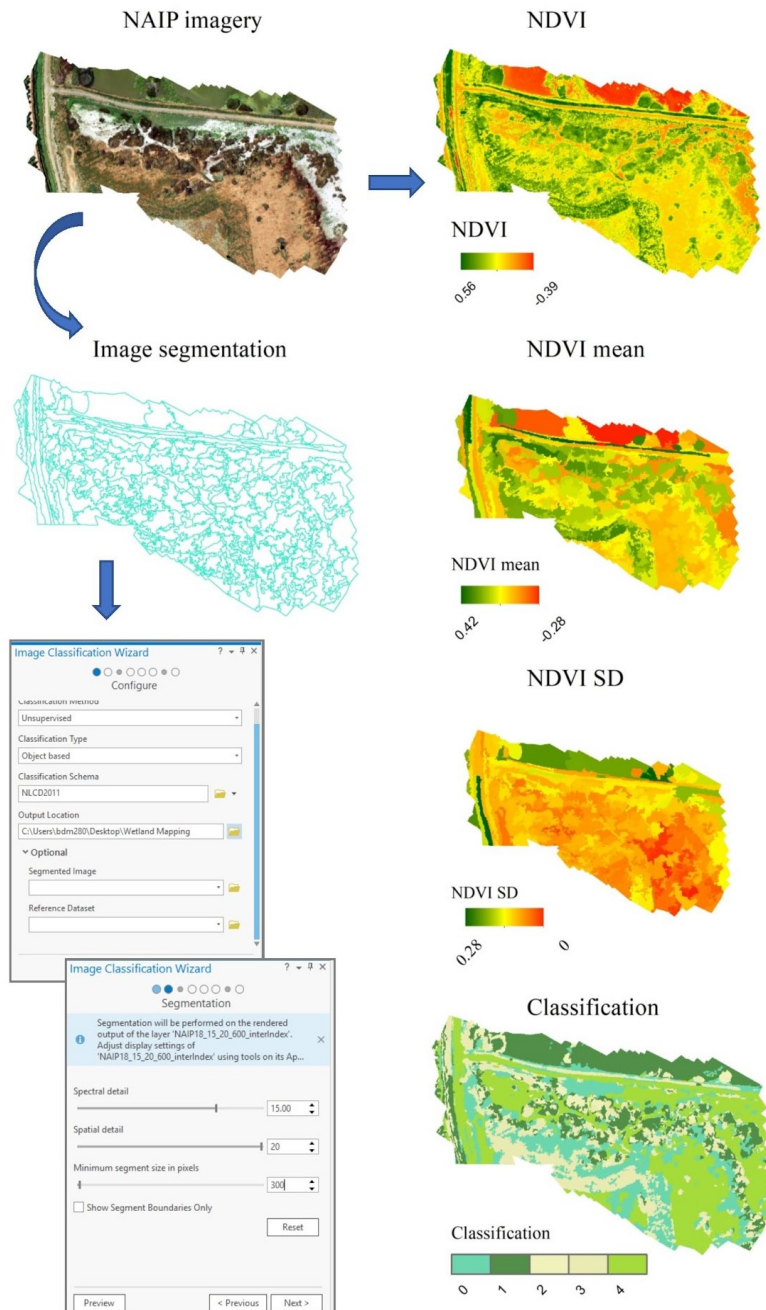 NAIP imagery
NDVI
NDVI
0.56
-0.39
Image segmentation
NDVI mean
NDVI mean
0.42
-0.28
Image Classification Wizard
?
Configure
Classification Method
Unsupervised
Classification Type
Object based
Classification Schema
NLCD2011
Output Location
C:\Users\bdm280\Desktop\Wetland Mapping
Optional
Segmented Image
Reference Dataset
NDVI SD
NDVI SD
0.28
0
Image Classification Wizard
?
Segmentation
Segmentation will be performed on the rendered
output of the layer 'NAIP18_15_20_600_interIndex'.
Adjust display settings of
'NAIP18_15_20_600_interIndex' using tools on its Ap...
Spectral detail
15.00
Spatial detail
20
Minimum segment size in pixels
300
Show Segment Boundaries Only
Reset
Preview
< Previous
Next >
Classification
Classification
0
1
2
3
4